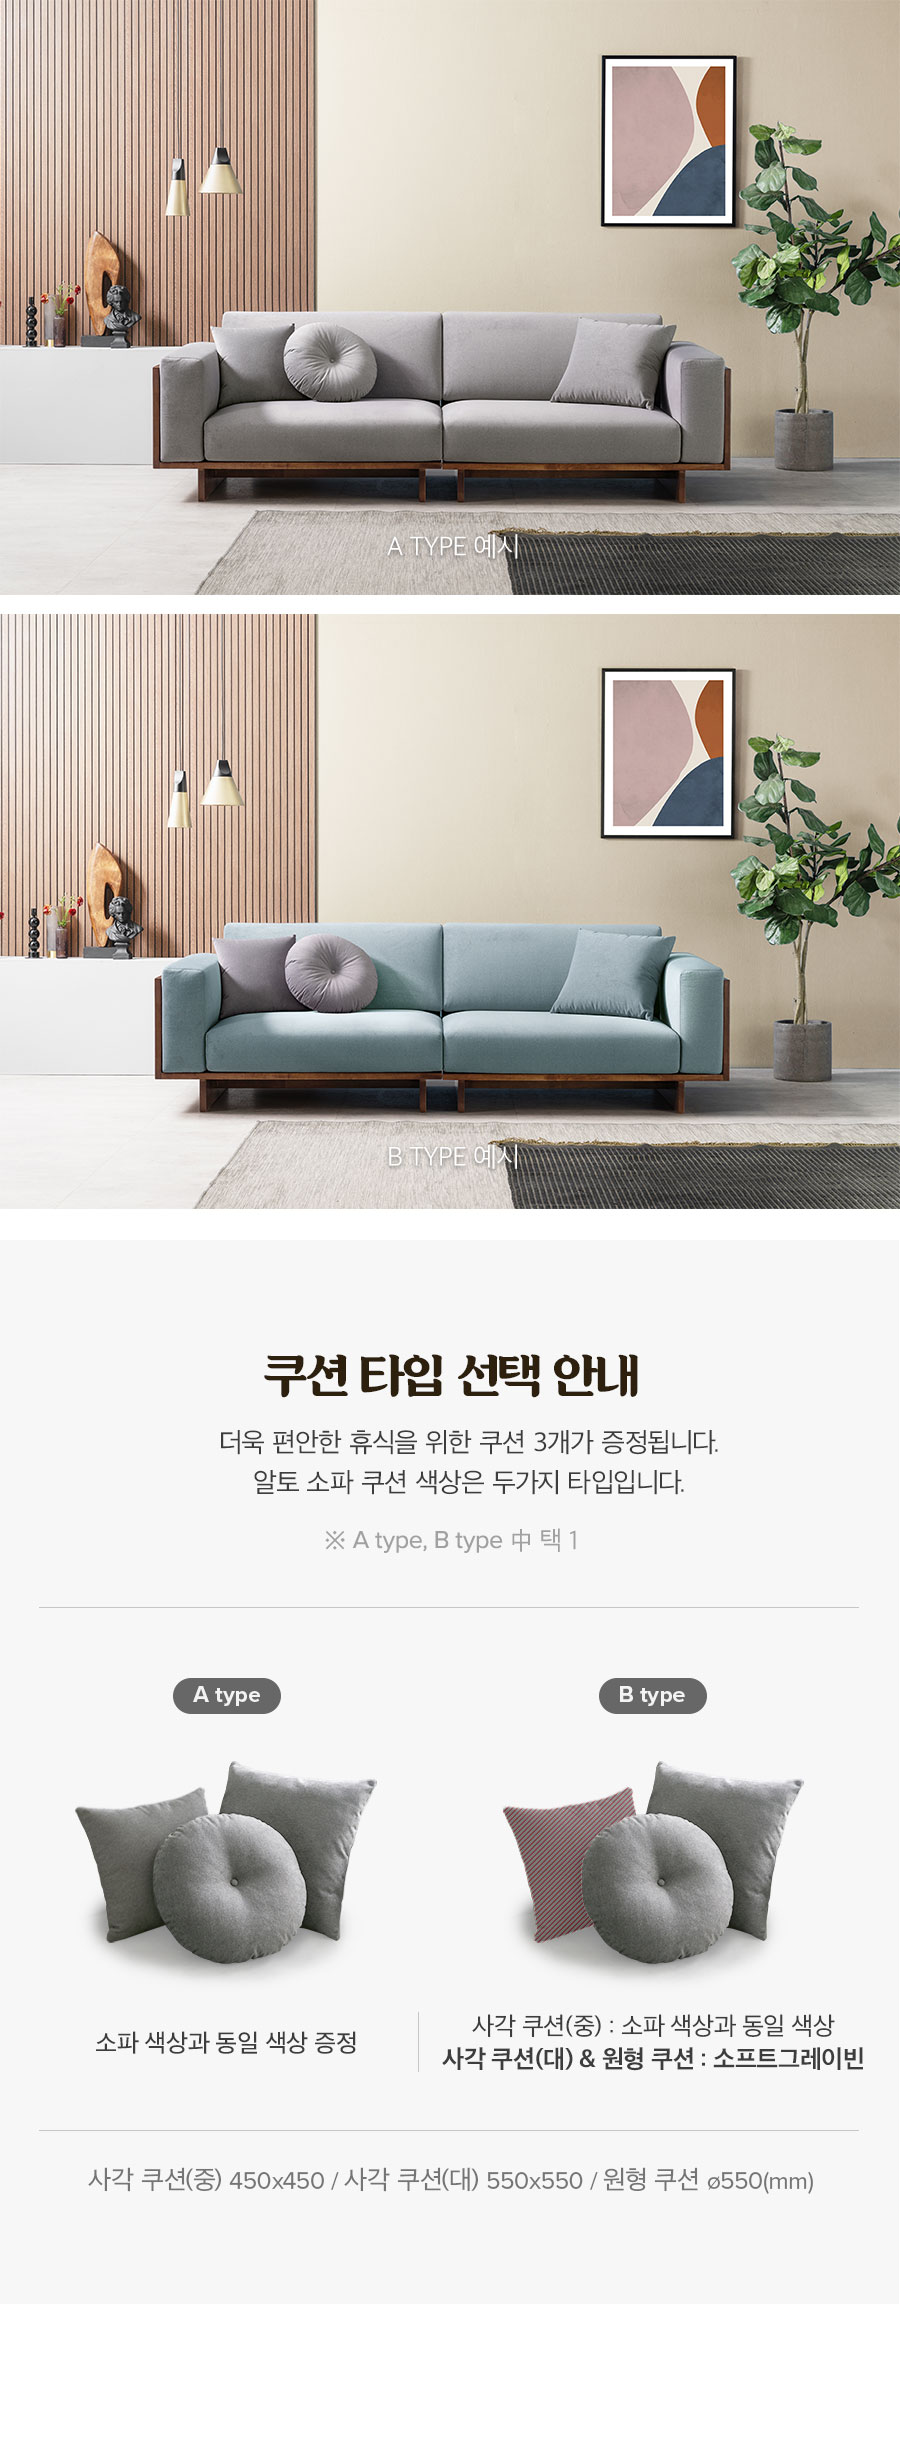 A TYPE 예시
B TYPE 예시
쿠션 타입 선택 안내
더욱 편안한 휴식을 위한 쿠션 3개가 증정됩니다.
알토 소파 쿠션 색상은 두가지 타입입니다.
※ A type, B type 中 택 1
A type
B type
소파 색상과 동일 색상 증정
사각 쿠션(중) : 소파 색상과 동일 색상
사각 쿠션(대) & 원형 쿠션 : 소프트그레이빈
사각 쿠션(중) 450x450 / 사각 쿠션(대) 550x550 / 원형 쿠션 ø550(mm)